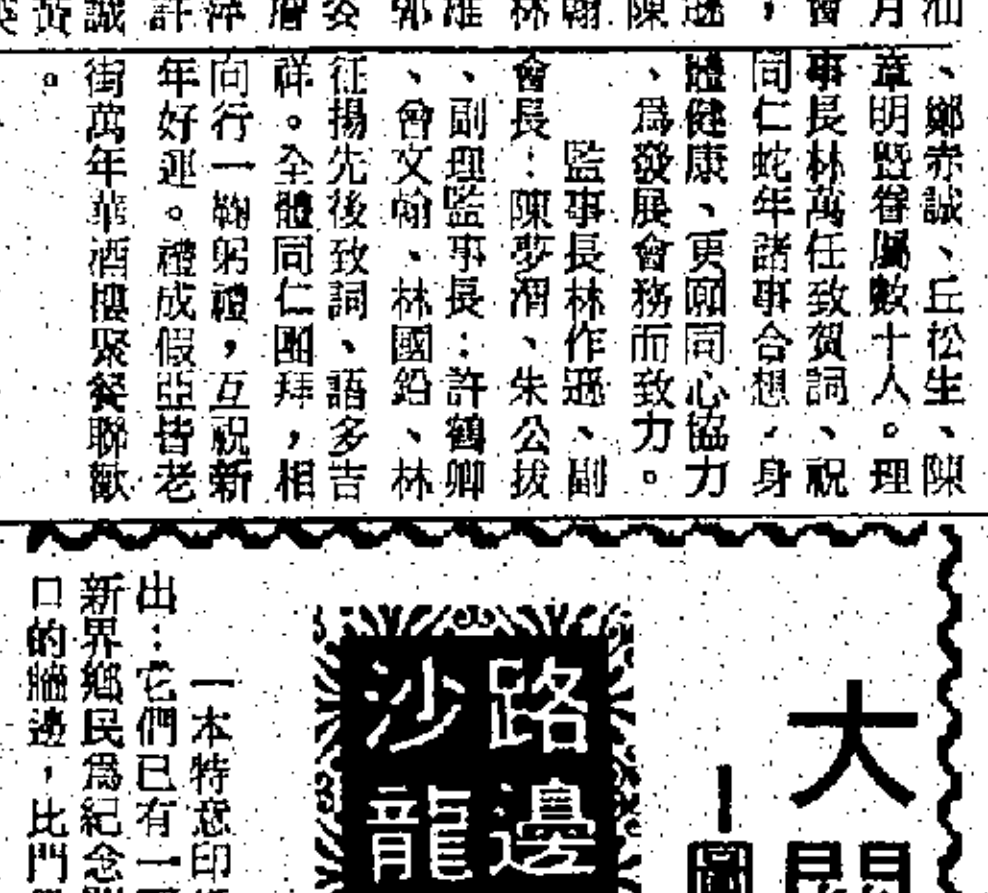 、鄭赤誠、丘松生、陳
章明暨眷屬數十人。理
事長林萬任致賀詞、祝
同仁蛇年諸事合想，身
體健康、更願同心協力
、爲發展會務而致力。
監事長林作遜、副
會長：陳夢渭、朱公拔
、副理監事長：許鶴卿
、曾文翰、林國鉛、林
征揚先後致詞、語多吉
祥。全體同仁團拜，相
向行一鞠躬禮，互祝新
年好運。禮成假亞皆老
街萬年華酒樓聚餐聯歡
。
大
路邊
沙龍
一本特意印
出：它們已有一
新界鄉民爲紀念
口的牆邊，比門